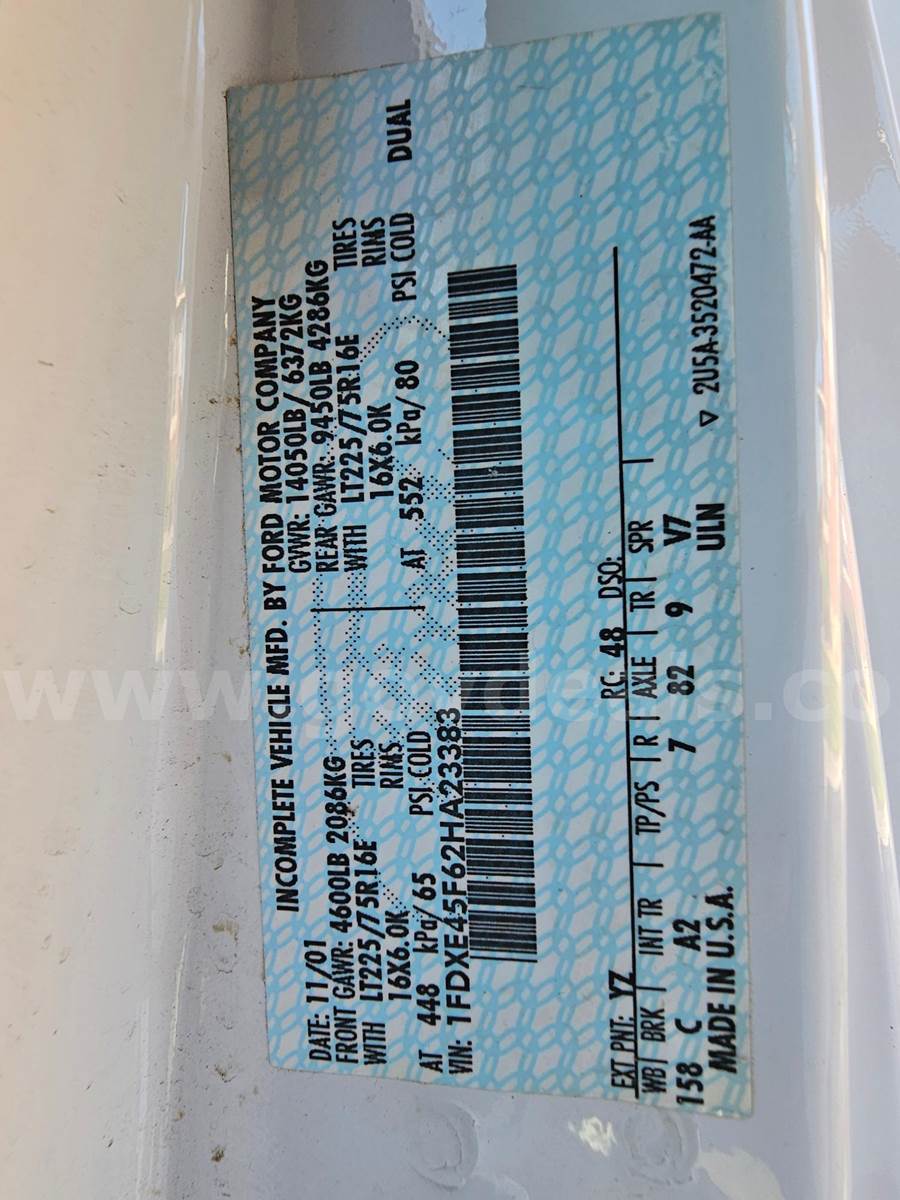 INCOMPLETE VEHICLE MFD. BY FORD MOTOR COMPANY
DATE: 11/01 GVWR: 14050LB/ 6372KG
FRONT GAWR: 4600LB 2086KG REAR GAWR: 9450LB 4286KG
WITH LT225/75R16E TIRES WITH LT225/75R16E TIRES
16X6.0K RIMS 16X6.0K RIMS
AT 448 kPa/ 65 PSI COLD AT 552 kPa/ 80 PSI COLD DUAL
VIN: 1FDXE45F62HA23383
EXT PNT: YZ RC: 48 DSO:
WB BRK INT TR TP/PS R AXLE TR SPR
158 C A2 7 82 9 V7
MADE IN U.S.A. ULN ▽ 2U5A-3520472-AA